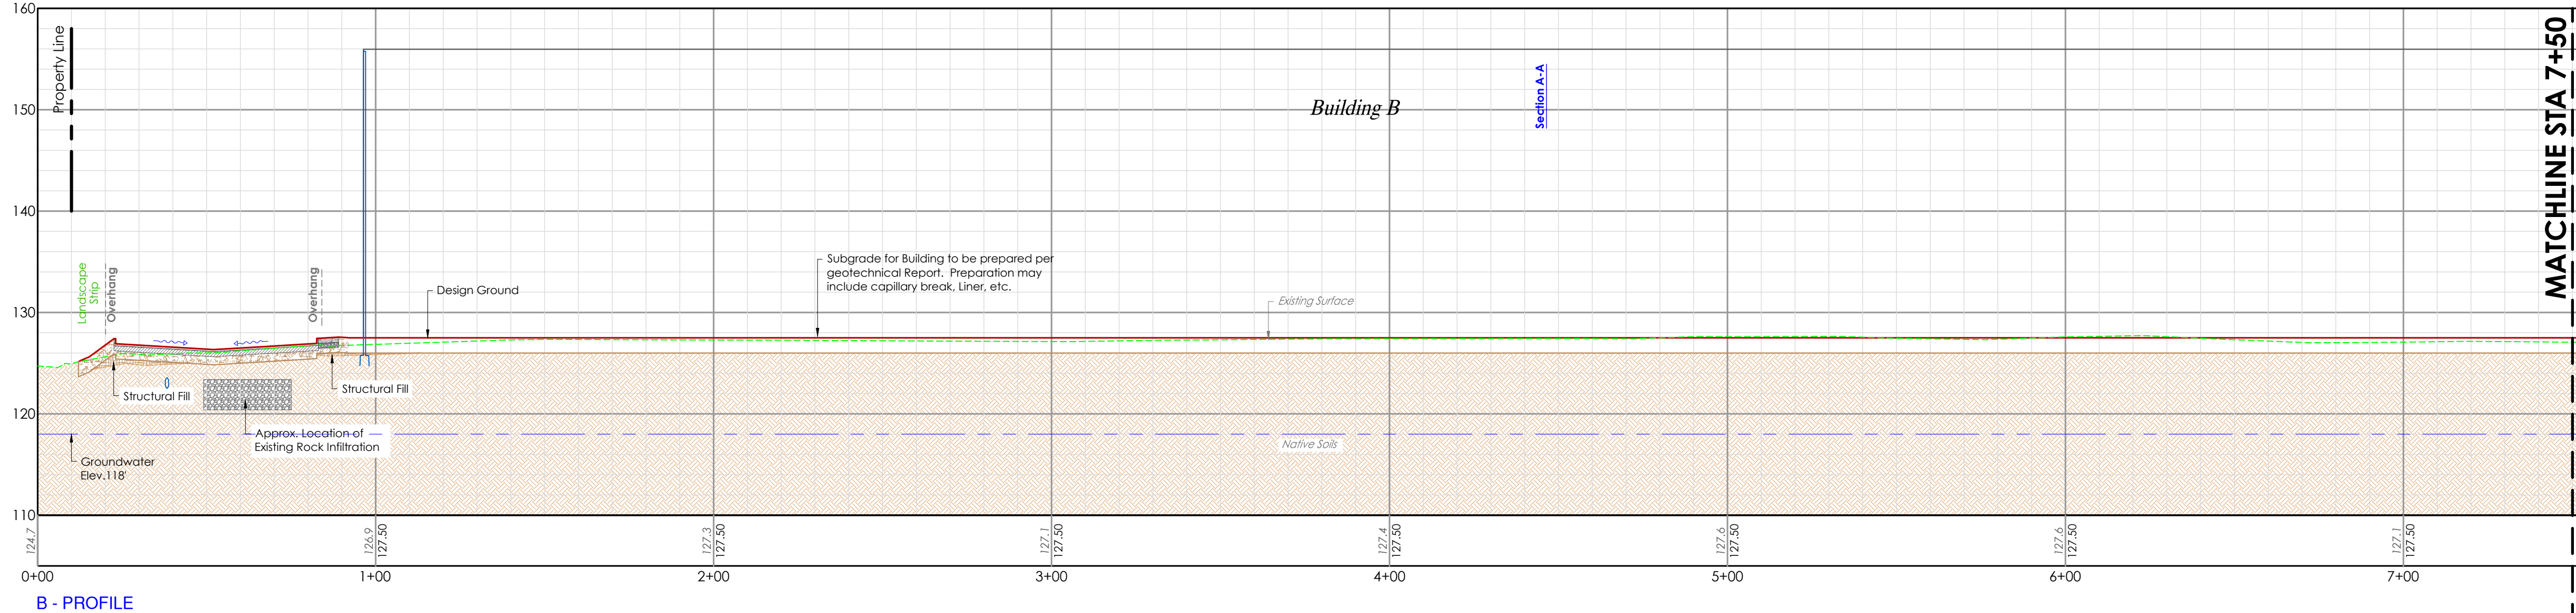 160
150
140
130
120
110
Property Line
Landscape
Strip
Overhang
Overhang
Structural Fill
Approx. Location of
Existing Rock Infiltration
Groundwater
Elev.118'
Structural Fill
Design Ground
Subgrade for Building to be prepared per
geotechnical Report. Preparation may
include capillary break, Liner, etc.
Existing Surface
Native Soils
Building B
Section A-A
MATCHLINE STA 7+50
124.7
126.9
127.50
127.3
127.50
127.1
127.50
127.4
127.50
127.6
127.50
127.6
127.50
127.1
127.50
0+00
1+00
2+00
3+00
4+00
5+00
6+00
7+00
B - PROFILE